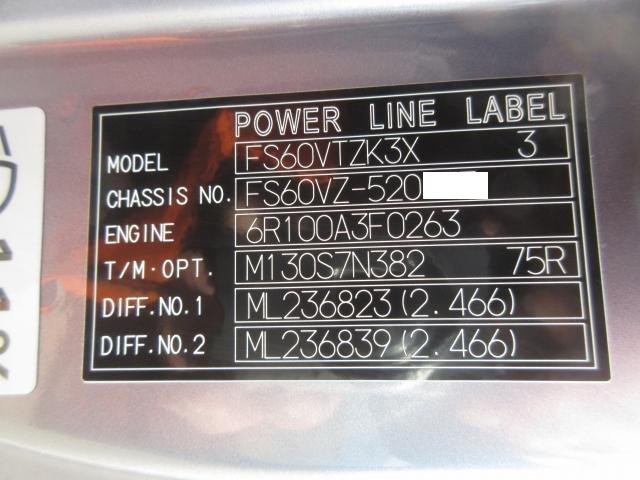 POWER LINE LABEL
MODEL FS60VTZK3X 3
CHASSIS NO. FS60VZ-520
ENGINE 6R100A3F0263
T/M·OPT. M130S7N382 75R
DIFF.NO.1 ML236823(2.466)
DIFF.NO.2 ML236839(2.466)